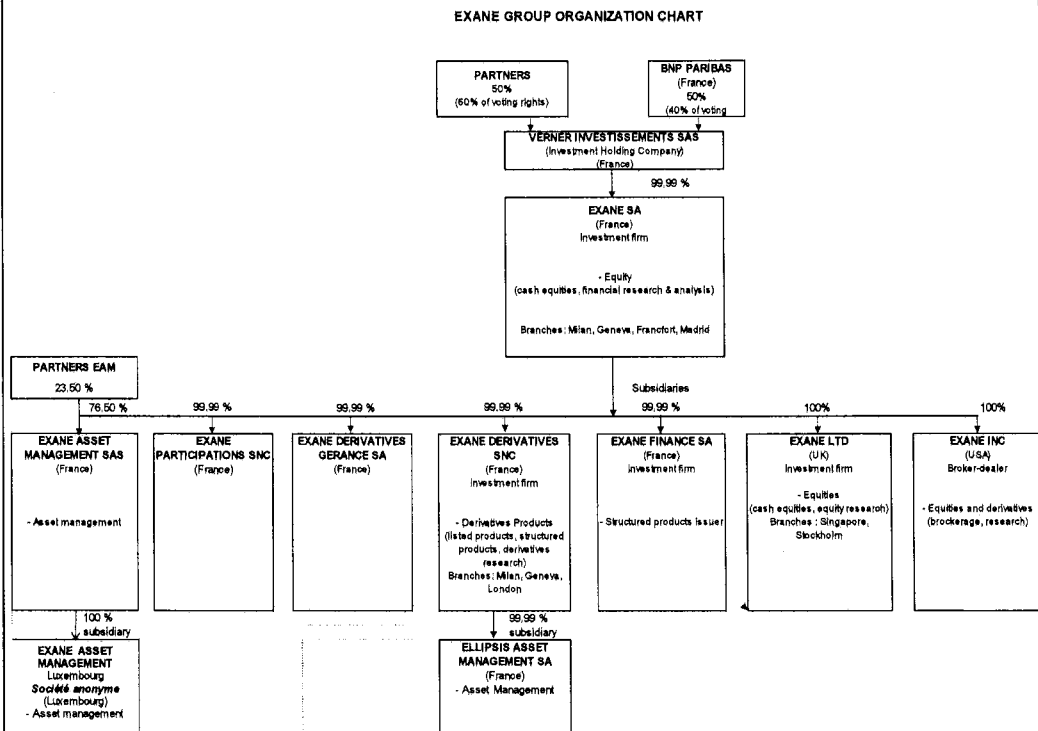 EXANE GROUP ORGANIZATION CHART
PARTNERS
50%
(60% of voting rights)
BNP PARIBAS
(France)
50%
(40% of voting
VERNER INVESTISSEMENTS SAS
(Investment Holding Company)
(France)
99,99 %
EXANE SA
(France)
Investment firm
- Equity
(cash equities, financial research & analysis)
Branches: Milan, Geneva, Francfort, Madrid
PARTNERS EAM
23,50 %
Subsidiaries
76,50 %
99,99 %
99,99 %
99,99 %
99,99 %
100%
100%
EXANE ASSET
MANAGEMENT SAS
(France)
- Asset management
EXANE
PARTICIPATIONS SNC
(France)
EXANE DERIVATIVES
GERANCE SA
(France)
EXANE DERIVATIVES
SNC
(France)
Investment firm
- Derivatives Products
(listed products, structured
products, derivatives
research)
Branches: Milan, Geneva,
London
EXANE FINANCE SA
(France)
Investment firm
- Structured products issuer
EXANE LTD
(UK)
Investment firm
- Equities
(cash equities, equity research)
Branches : Singapore,
Stockholm
EXANE INC
(USA)
Broker-dealer
- Equities and derivatives
(brokerage, research)
100 %
subsidiary
99,99 %
subsidiary
EXANE ASSET
MANAGEMENT
Luxembourg
Société anonyme
(Luxembourg)
- Asset management
ELLIPSIS ASSET
MANAGEMENT SA
(France)
- Asset Management